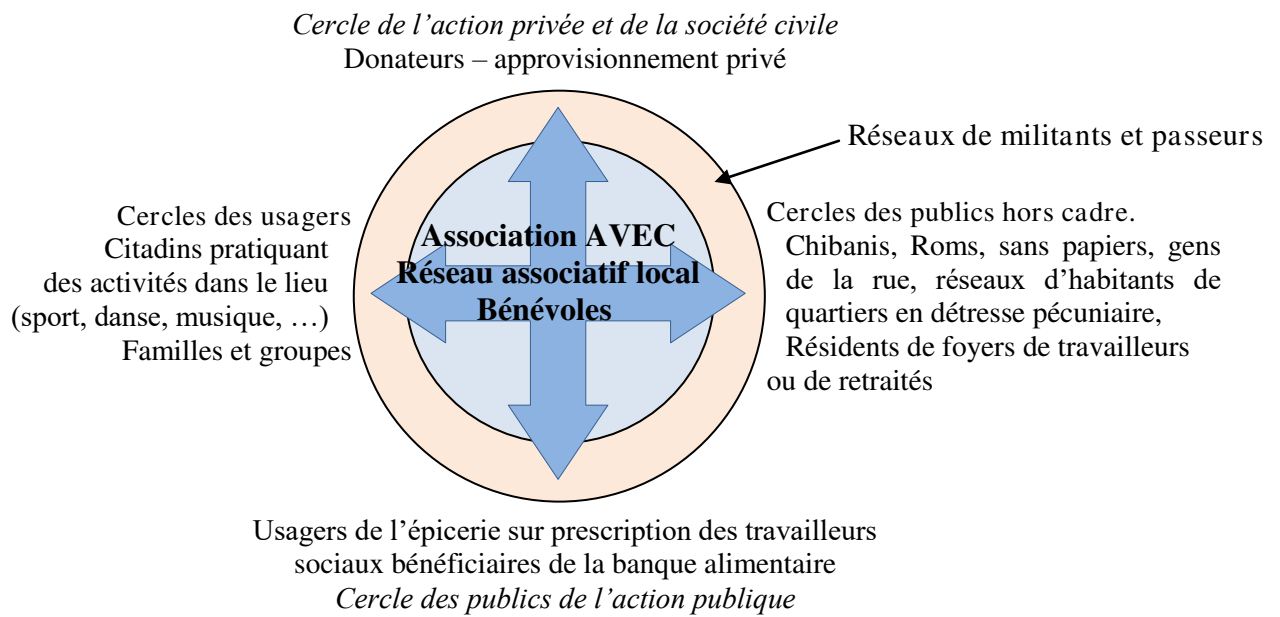 Cercle de l’action privée et de la société civile
Donateurs – approvisionnement privé
Réseaux de militants et passeurs
Cercles des usagers
Citadins pratiquant
des activités dans le lieu
(sport, danse, musique, …)
Familles et groupes
Association AVEC
Réseau associatif local
Bénévoles
Cercles des publics hors cadre.
Chibanis, Roms, sans papiers, gens
de la rue, réseaux d’habitants de
quartiers en détresse pécuniaire,
Résidents de foyers de travailleurs
ou de retraités
Usagers de l’épicerie sur prescription des travailleurs
sociaux bénéficiaires de la banque alimentaire
Cercle des publics de l’action publique